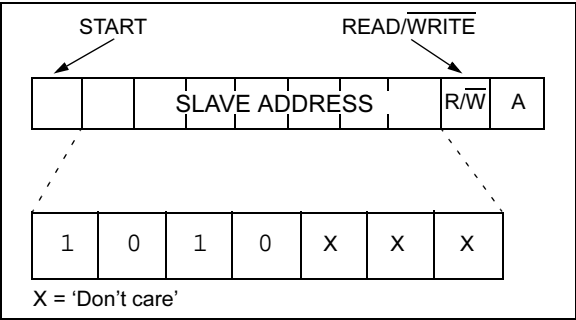 START READ/WRITE
SLAVE ADDRESS R/W A
1 0 1 0 X X X
X = 'Don't care'